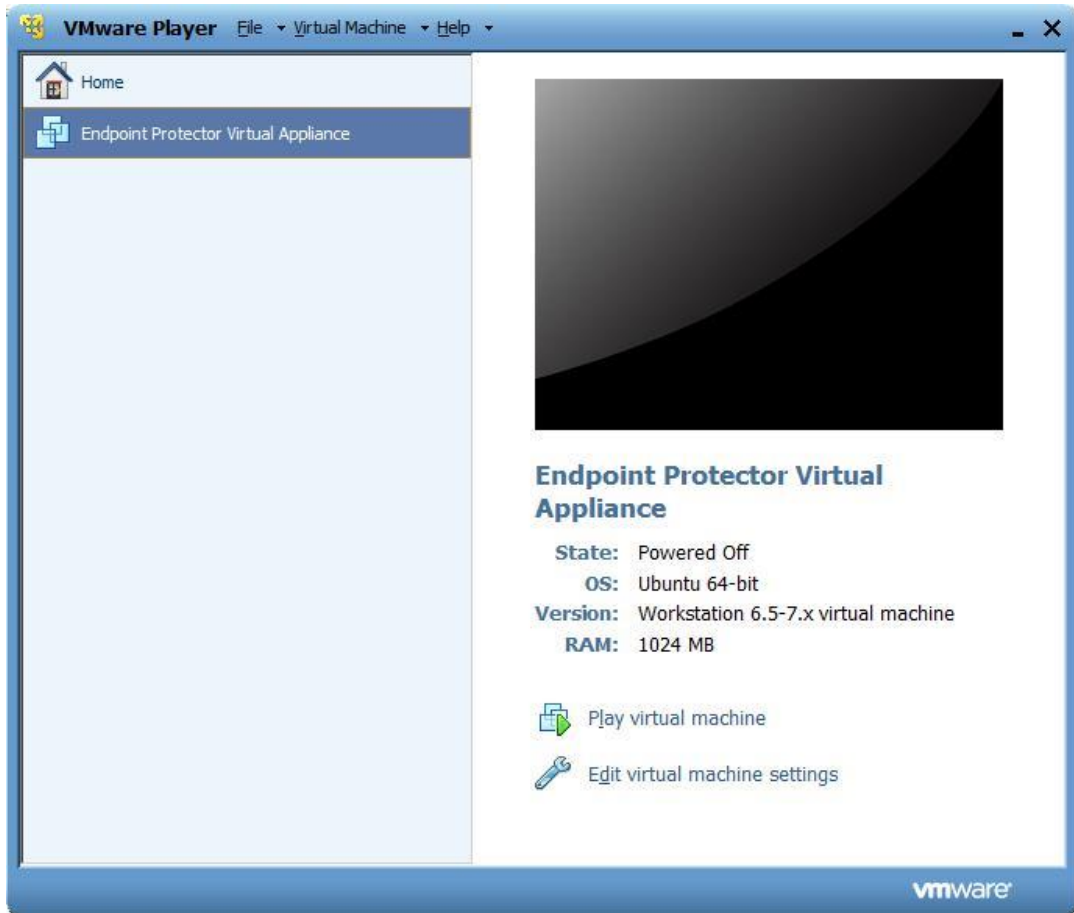 VMware Player File Virtual Machine Help
Home
Endpoint Protector Virtual Appliance
Endpoint Protector Virtual
Appliance
State: Powered Off
OS: Ubuntu 64-bit
Version: Workstation 6.5-7.x virtual machine
RAM: 1024 MB
Play virtual machine
Edit virtual machine settings
vmware